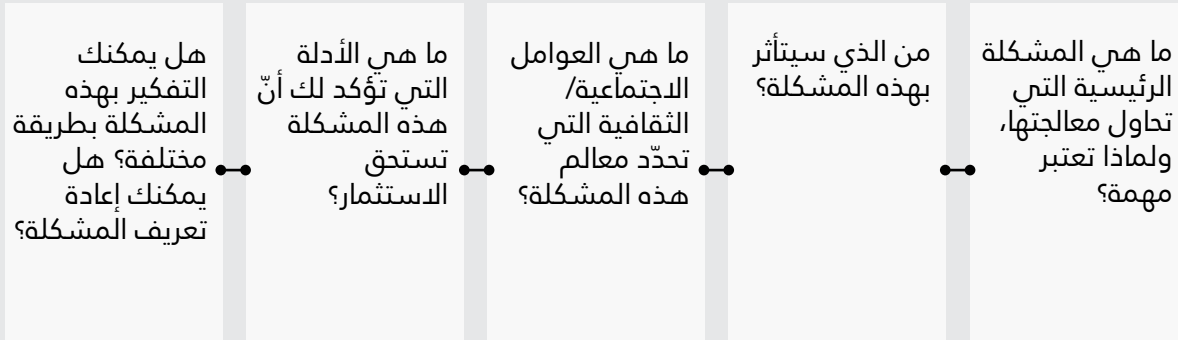 ما هي المشكلة
الرئيسية التي
تحاول معالجتها،
ولماذا تعتبر
مهمة؟
من الذي سيتأثر
بهذه المشكلة؟
ما هي العوامل
الاجتماعية/
الثقافية التي
تحدّد معالم
هذه المشكلة؟
ما هي الأدلة
التي تؤكد لك أنّ
هذه المشكلة
تستحق
الاستثمار؟
هل يمكنك
التفكير بهذه
المشكلة بطريقة
مختلفة؟ هل
يمكنك إعادة
تعريف المشكلة؟